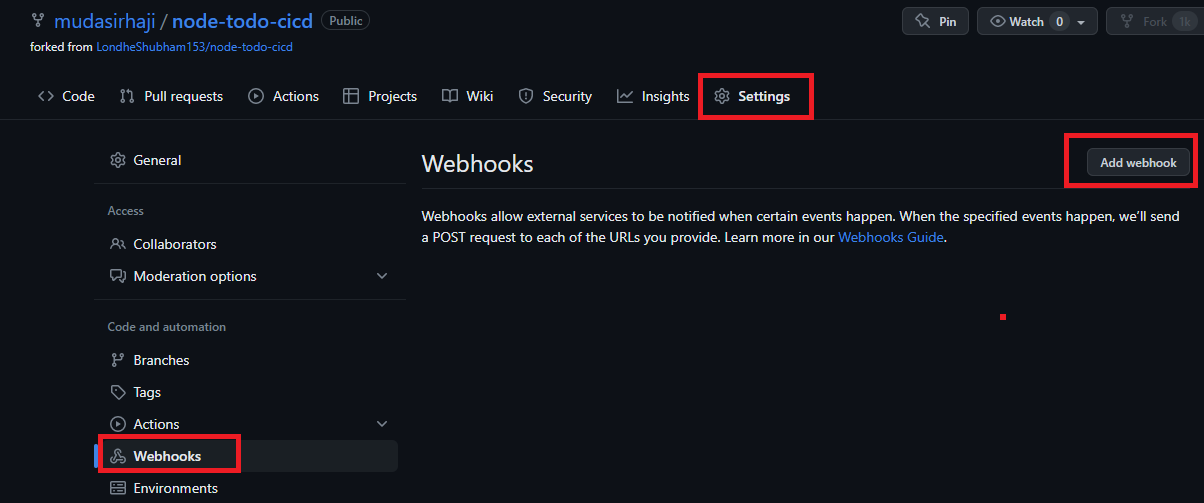 mudasirhaji / node-todo-cicd Public
Pin
Watch 0
Fork 1k
forked from LondheShubham153/node-todo-cicd
Code
Pull requests
Actions
Projects
Wiki
Security
Insights
Settings
General
Access
Collaborators
Moderation options
Code and automation
Branches
Tags
Actions
Webhooks
Environments
Webhooks
Add webhook
Webhooks allow external services to be notified when certain events happen. When the specified events happen, we’ll send
a POST request to each of the URLs you provide. Learn more in our Webhooks Guide.